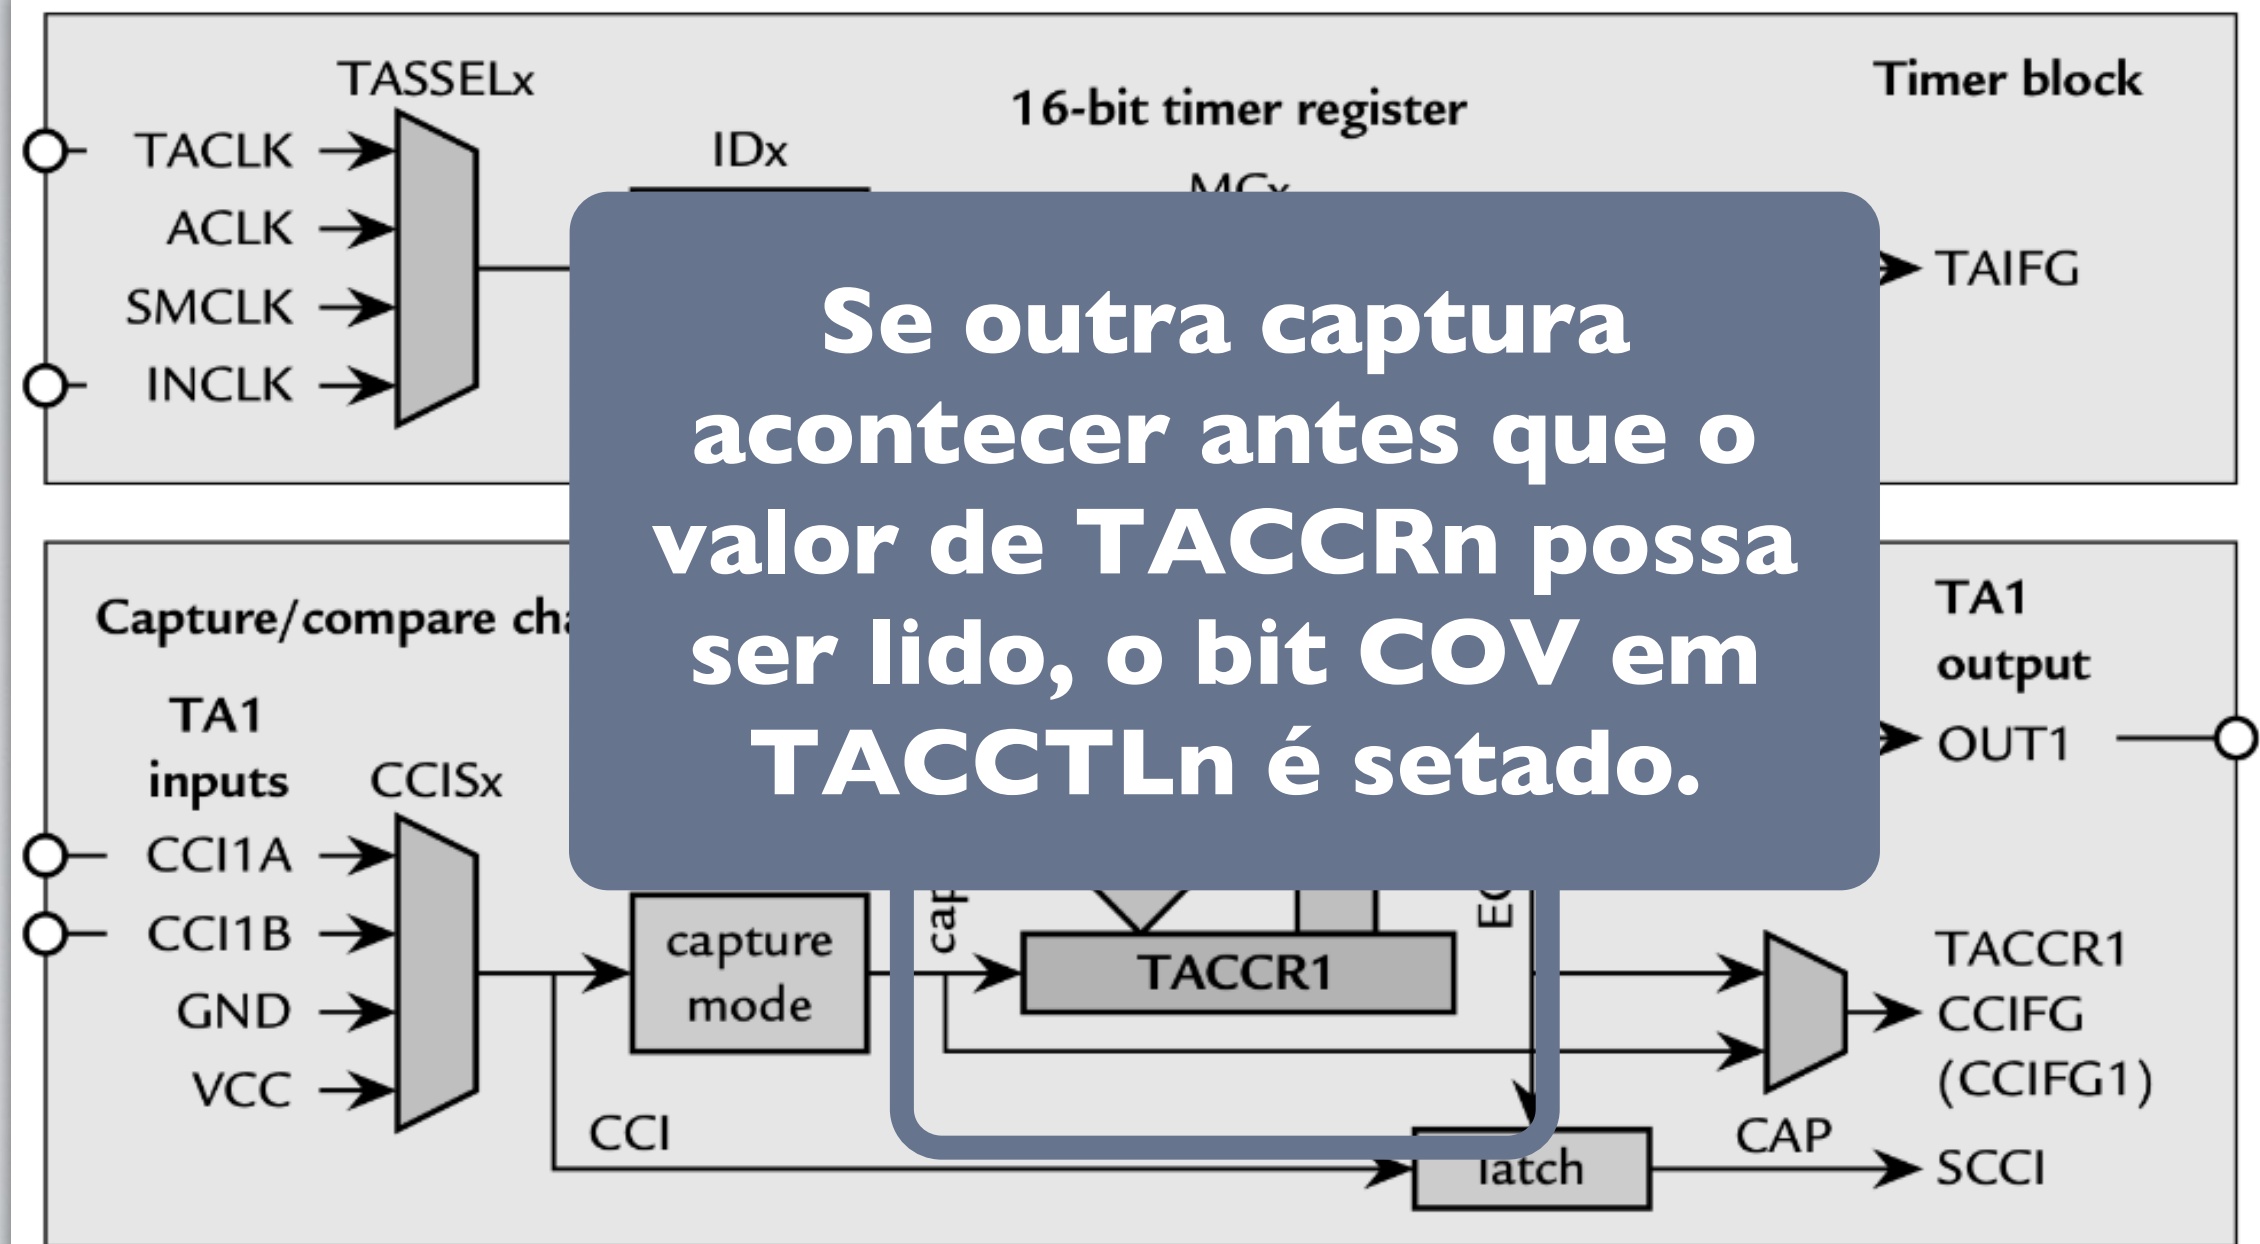 Timer block
TASSELx
16-bit timer register
TACLK
IDx
ACLK
SMCLK
INCLK
TAIFG
Se outra captura
acontecer antes que o
valor de TACCRn possa
ser lido, o bit COV em
TACCTLn é setado.
Capture/compare
TA1
inputs
CCISx
CCI1A
CCI1B
GND
VCC
CCI
capture
mode
TACCR1
latch
TA1
output
OUT1
TACCR1
CCIFG
(CCIFG1)
CAP
SCCI